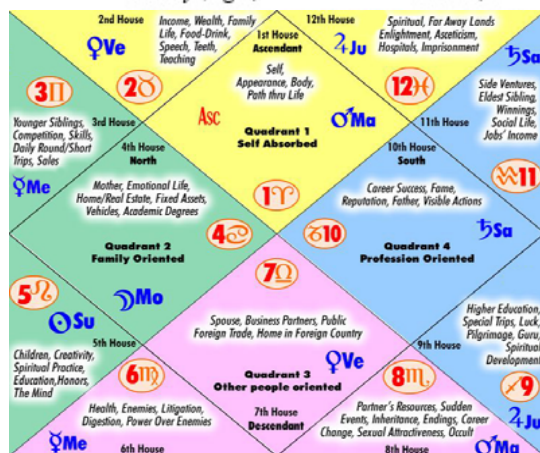 2nd House
Income, Wealth, Family
Life, Food-Drink,
Speech, Teeth,
Teaching
♀Ve
2♉
1st House
Ascendant
Self,
Appearance, Body,
Path thru Life
Asc
♂Ma
Quadrant 1
Self Absorbed
1♈
12th House
Spiritual, Far Away Lands
Enlightment, Asceticism,
Hospitals, Imprisonment
♃Ju
12♓
♄Sa
Side Ventures,
Eldest Sibling,
Winnings,
Social Life,
Jobs' Income
11th House
♒11
3♊
Younger Siblings,
Competition, Skills,
Daily Round/Short
Trips, Sales
3rd House
☿Me
4th House
North
Mother, Emotional Life,
Home/Real Estate, Fixed Assets,
Vehicles, Academic Degrees
4♋
Quadrant 2
Family Oriented
☽Mo
10th House
South
Career Success, Fame,
Reputation, Father, Visible Actions
♑10
♄Sa
Quadrant 4
Profession Oriented
5♌
☉Su
5th House
Children, Creativity,
Spiritual Practice,
Education,Honors,
The Mind
7♎
Spouse, Business Partners, Public
Foreign Trade, Home in Foreign Country
♀Ve
Quadrant 3
Other people oriented
7th House
Descendant
Higher Education,
Special Trips, Luck,
Pilgrimage, Guru,
Spiritual
Development
9th House
♐9
♃Ju
6♍
Health, Enemies, Litigation,
Digestion, Power Over Enemies
☿Me
6th House
8♏
Partner's Resources, Sudden
Events, Inheritance, Endings, Career
Change, Sexual Attractiveness, Occult
8th House
♂Ma